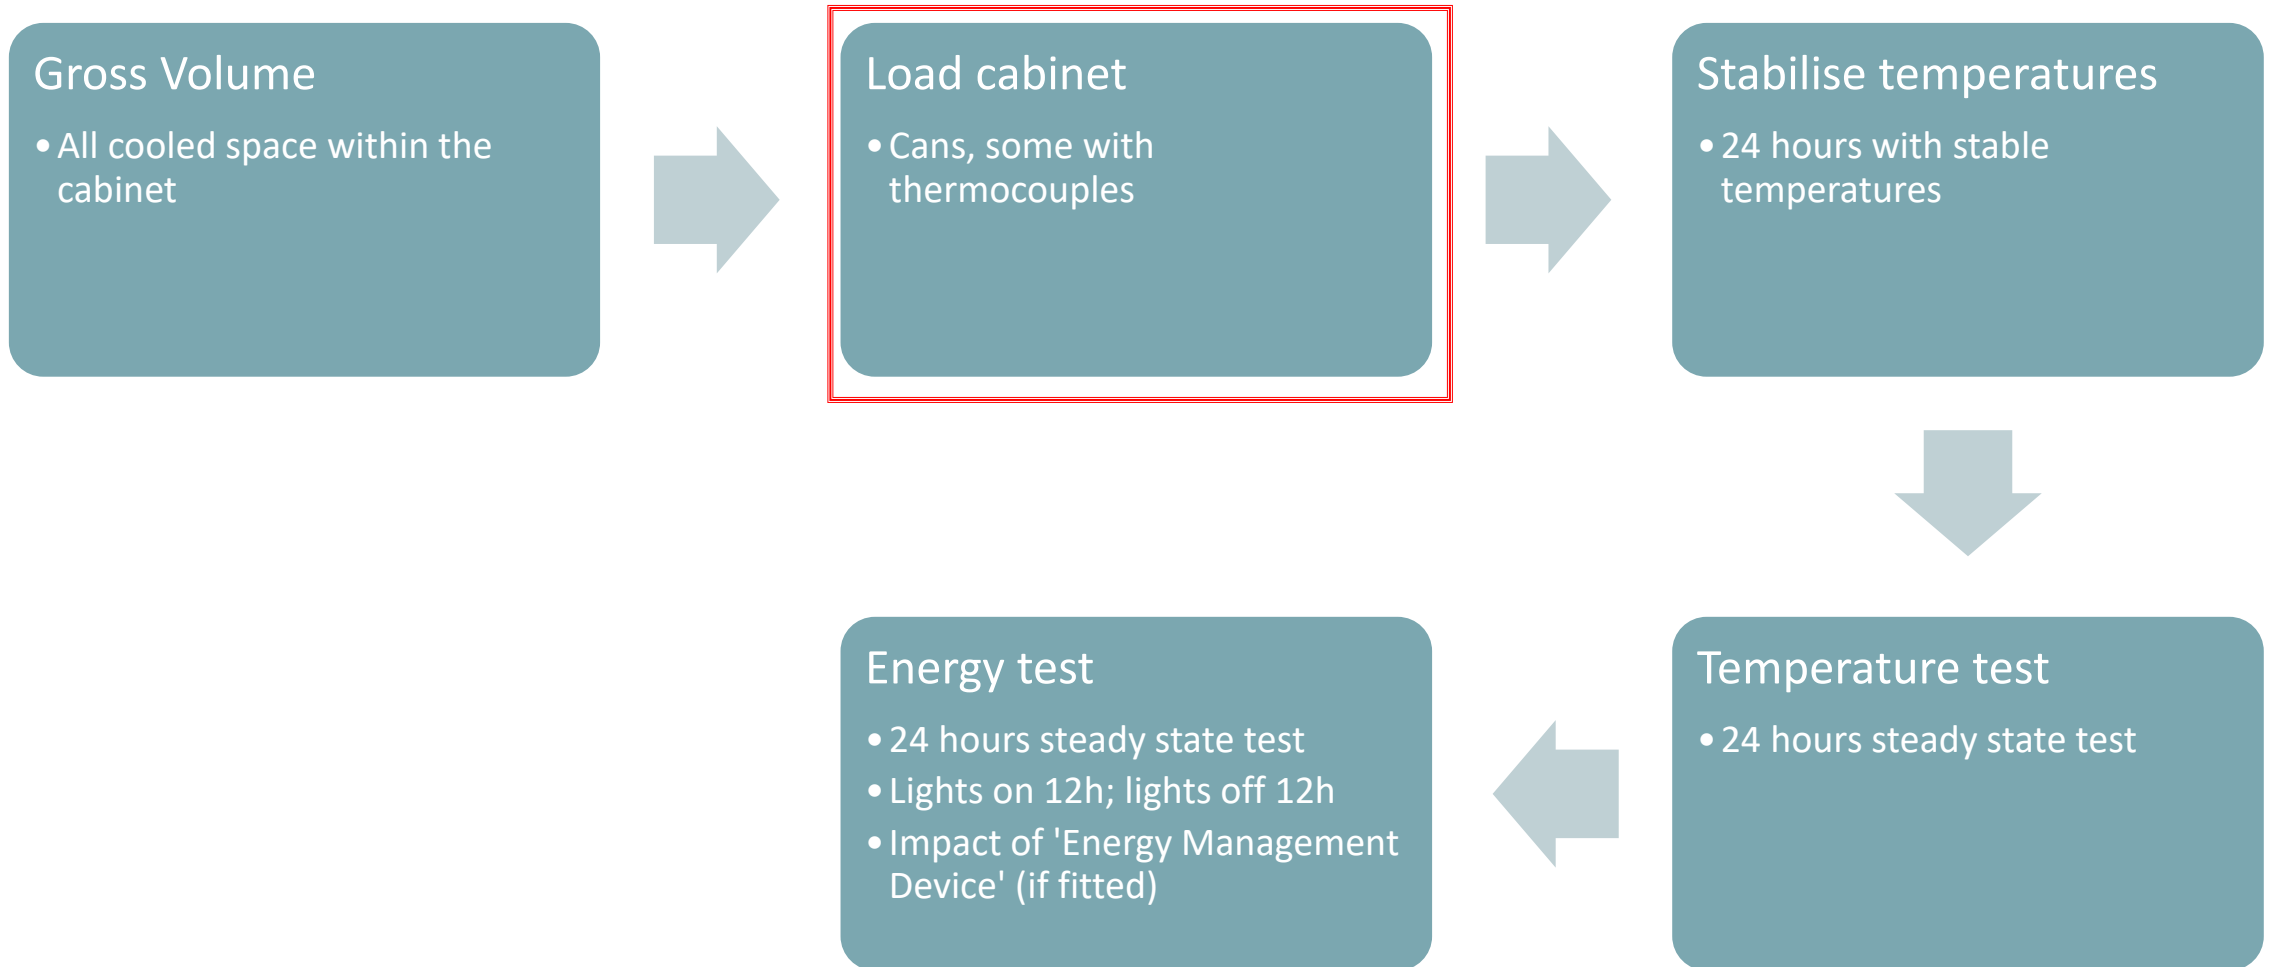 Gross Volume
• All cooled space within the
cabinet
Load cabinet
• Cans, some with
thermocouples
Stabilise temperatures
• 24 hours with stable
temperatures
Temperature test
• 24 hours steady state test
Energy test
• 24 hours steady state test
• Lights on 12h; lights off 12h
• Impact of 'Energy Management
Device' (if fitted)